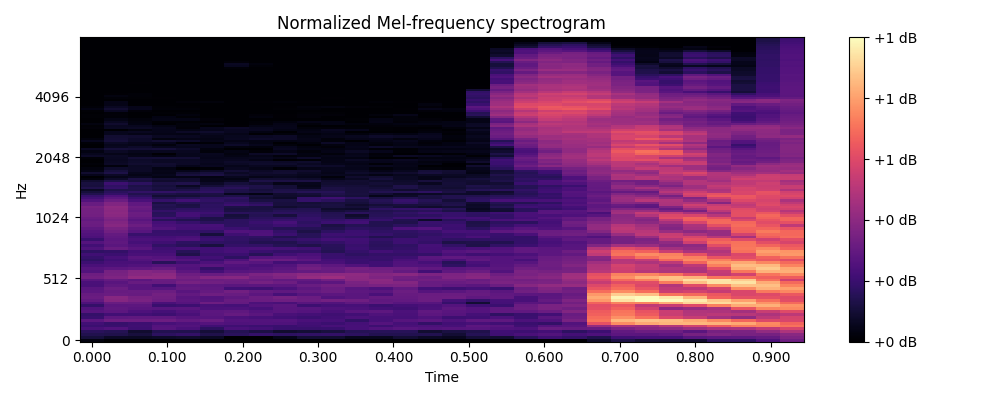 Normalized Mel-frequency spectrogram
Hz
4096
2048
1024
512
0
0.000 0.100 0.200 0.300 0.400 0.500 0.600 0.700 0.800 0.900
Time
+1 dB
+1 dB
+1 dB
+0 dB
+0 dB
+0 dB